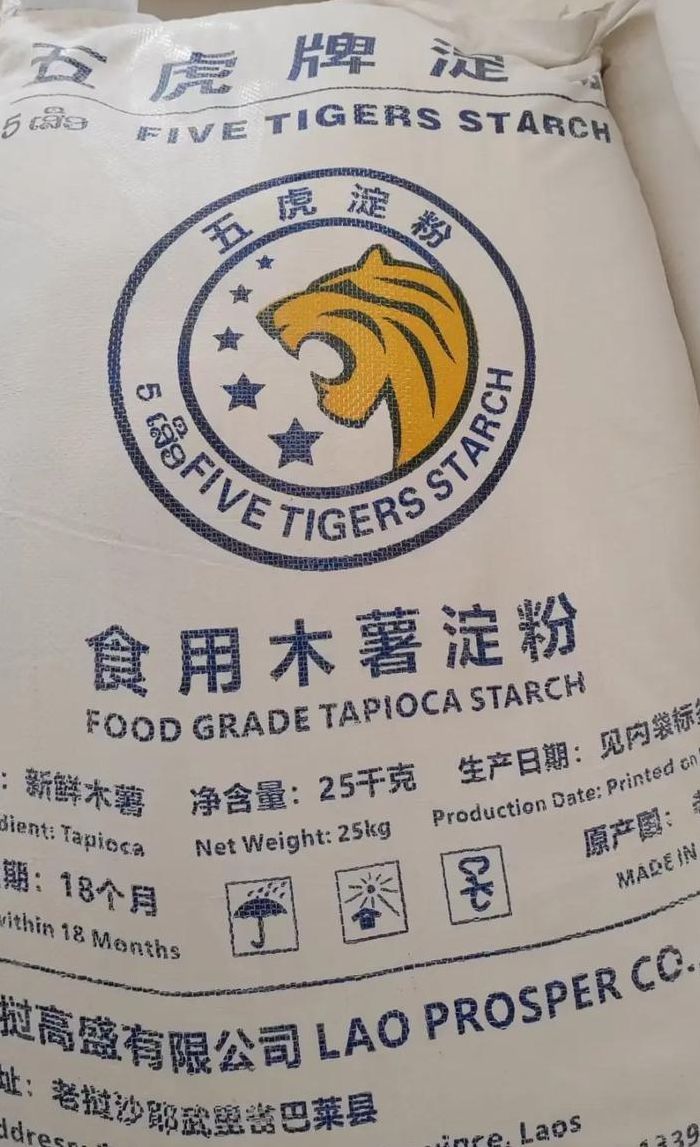 五虎牌淀
5 ເສືອ FIVE TIGERS STARCH
五虎淀粉
5 ເສືອ FIVE TIGERS STARCH
食用木薯淀粉
FOOD GRADE TAPIOCA STARCH
: 新鲜木薯 净含量: 25千克 生产日期: 见内袋标
dient: Tapioca Net Weight: 25kg Production Date: Printed on
期: 18个月 原产国:
within 18 Months MADE IN
挝高盛有限公司 LAO PROSPER CO.
址: 老挝沙耶武里省巴莱县
ddress: vince, Laos